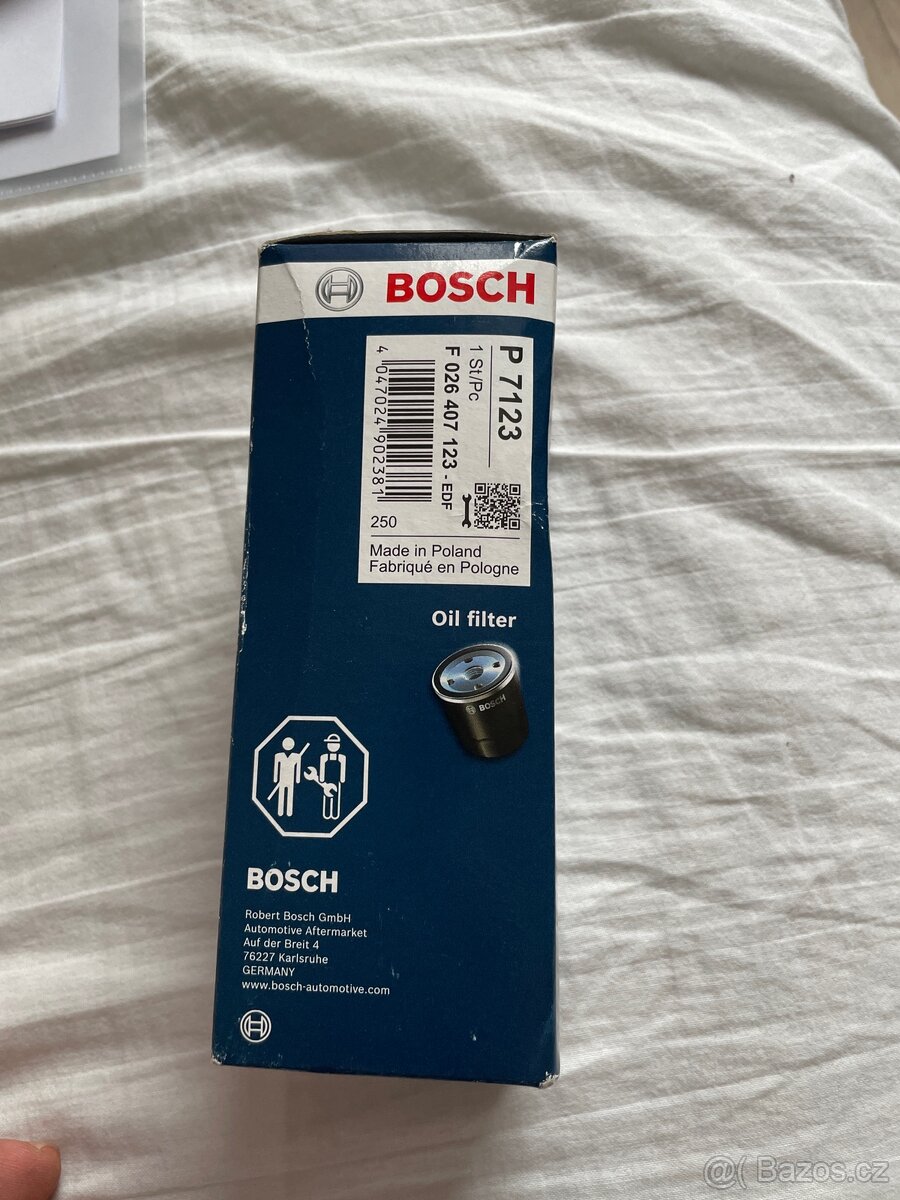 BOSCH
P 7123
1 St/Pc
F 026 407 123 - EDF
4 047024 902381
250
Made in Poland
Fabriqué en Pologne
Oil filter
BOSCH
BOSCH
Robert Bosch GmbH
Automotive Aftermarket
Auf der Breit 4
76227 Karlsruhe
GERMANY
www.bosch-automotive.com
@( Bazos.cz